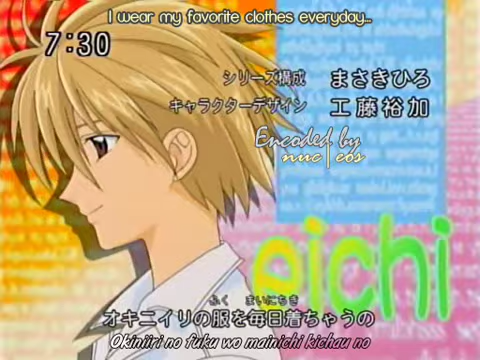 I wear my favorite clothes everyday...
7:30
シリーズ構成 まさきひろ
キャラクターデザイン 工藤裕加
Encoded by
nuc|eos
eichi
ふく まいにちき
オキニイリの服を毎日着ちゃうの
Okiniiri no fuku wo mainichi kichau no